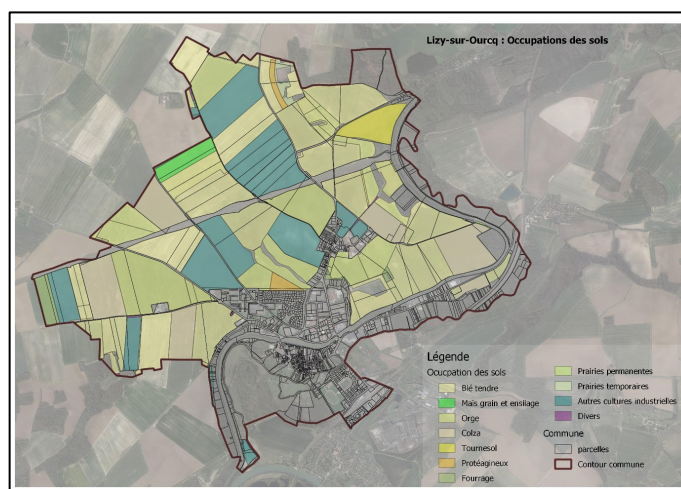 Lizy-sur-Ourcq : Occupations des sols
Légende
Ocucpation des sols
Blé tendre
Maïs grain et ensilage
Orge
Colza
Tournesol
Protéagineux
Fourrage
Prairies permanentes
Prairies temporaires
Autres cultures industrielles
Divers
Commune
parcelles
Contour commune